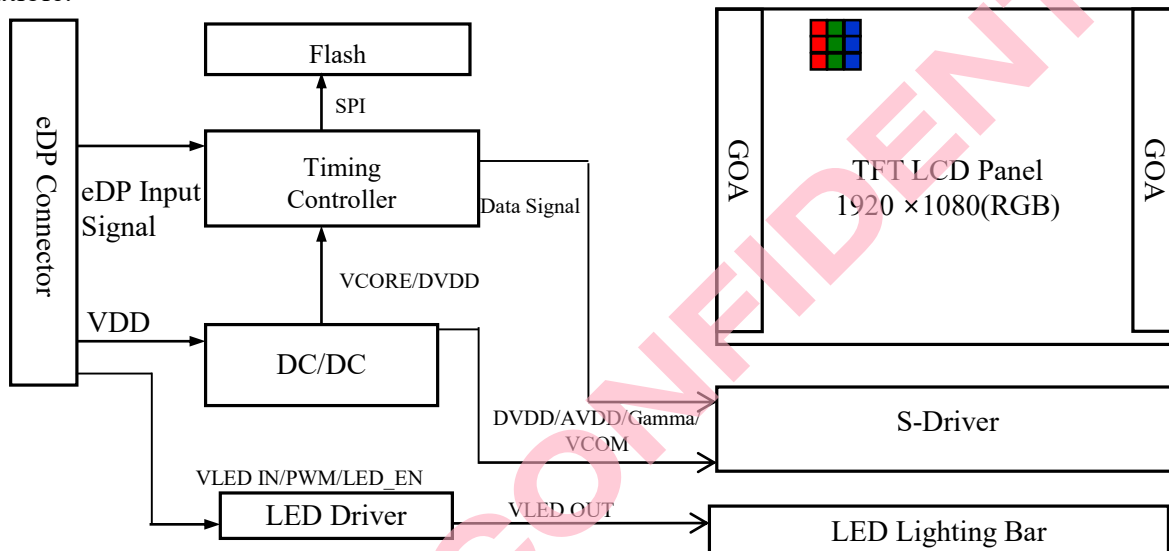 Flash
SPI
eDP Connector
eDP Input
Signal
Timing
Controller
Data Signal
VCORE/DVDD
VDD
DC/DC
DVDD/AVDD/Gamma/
VCOM
VLED IN/PWM/LED_EN
LED Driver
VLED OUT
GOA
TFT LCD Panel
1920 ×1080(RGB)
GOA
S-Driver
LED Lighting Bar
CONFIDENT